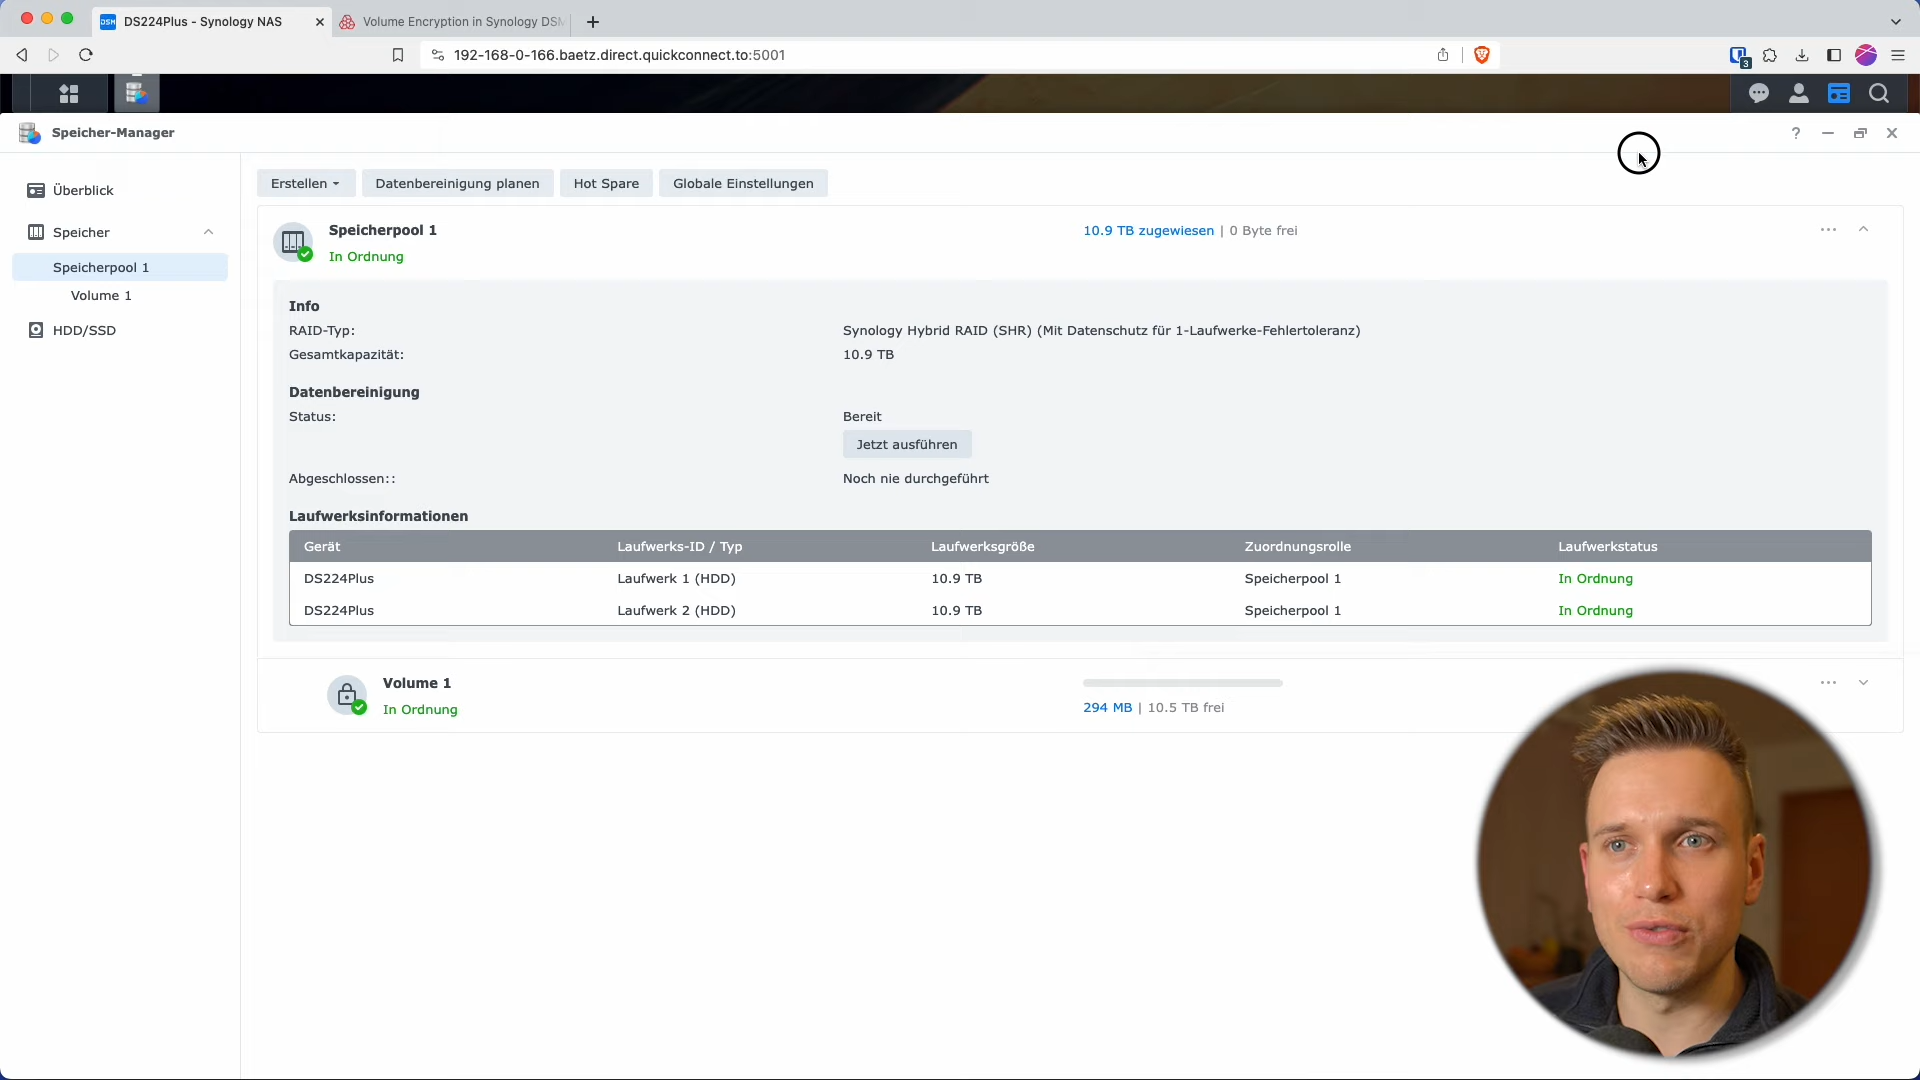 DS224Plus - Synology NAS
Volume Encryption in Synology DSM
192-168-0-166.baetz.direct.quickconnect.to:5001
3
Speicher-Manager
Überblick
Speicher
Speicherpool 1
Volume 1
HDD/SSD
Erstellen
Datenbereinigung planen
Hot Spare
Globale Einstellungen
Speicherpool 1
10.9 TB zugewiesen | 0 Byte frei
In Ordnung
Info
RAID-Typ:
Synology Hybrid RAID (SHR) (Mit Datenschutz für 1-Laufwerke-Fehlertoleranz)
Gesamtkapazität:
10.9 TB
Datenbereinigung
Status:
Bereit
Jetzt ausführen
Abgeschlossen::
Noch nie durchgeführt
Laufwerksinformationen
Gerät Laufwerks-ID / Typ Laufwerksgröße Zuordnungsrolle Laufwerkstatus
DS224Plus Laufwerk 1 (HDD) 10.9 TB Speicherpool 1 In Ordnung
DS224Plus Laufwerk 2 (HDD) 10.9 TB Speicherpool 1 In Ordnung
Volume 1
In Ordnung
294 MB | 10.5 TB frei